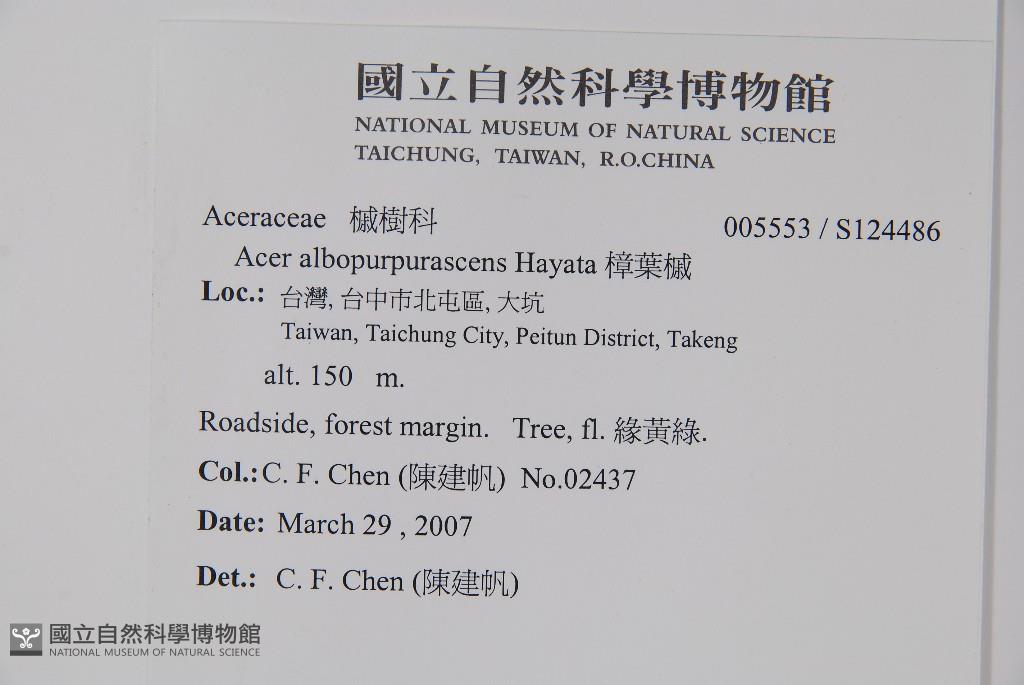 國立自然科學博物館
NATIONAL MUSEUM OF NATURAL SCIENCE
TAICHUNG, TAIWAN, R.O.CHINA
Aceraceae 槭樹科 005553 / S124486
Acer albopurpurascens Hayata 樟葉槭
Loc.: 台灣, 台中市北屯區, 大坑
Taiwan, Taichung City, Peitun District, Takeng
alt. 150 m.
Roadside, forest margin. Tree, fl. 緣黃綠.
Col.: C. F. Chen (陳建帆) No.02437
Date: March 29 , 2007
Det.: C. F. Chen (陳建帆)
國立自然科學博物館
NATIONAL MUSEUM OF NATURAL SCIENCE